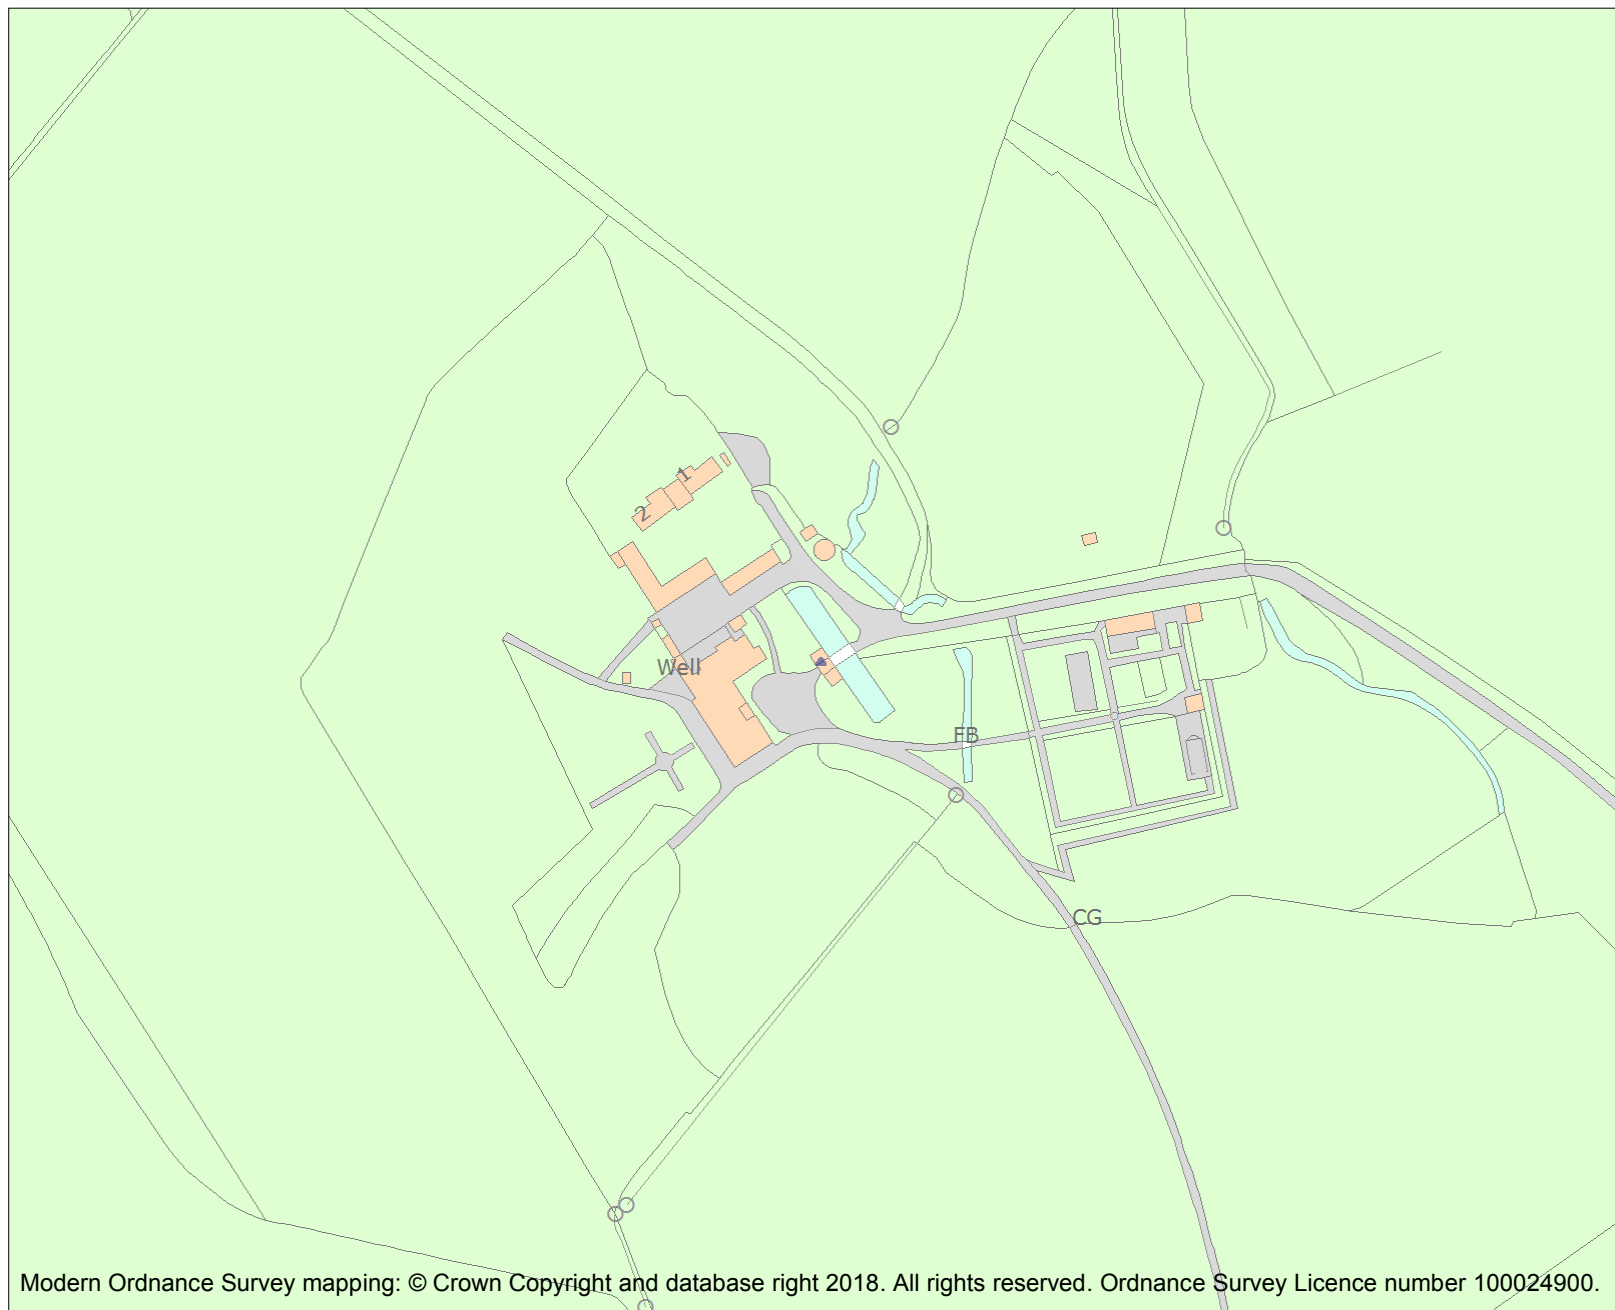 1
2
Well
FB
CG
Modern Ordnance Survey mapping: © Crown Copyright and database right 2018. All rights reserved. Ordnance Survey Licence number 100024900.